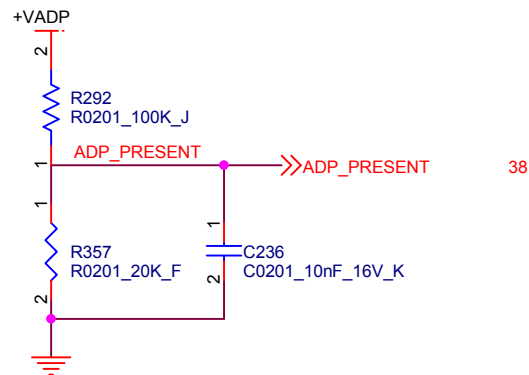 +VADP
2
R292
R0201_100K_J
1
ADP_PRESENT
ADP_PRESENT 38
1
R357
R0201_20K_F
2
1
C236
C0201_10nF_16V_K
2